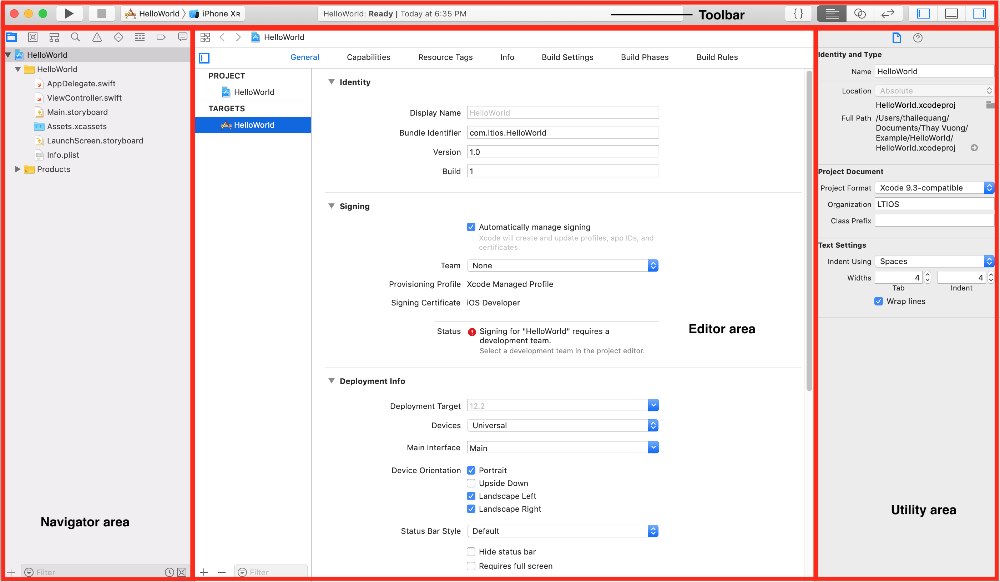 HelloWorld iPhone XR
HelloWorld: Ready | Today at 6:35 PM
Toolbar
{ }
HelloWorld
HelloWorld
AppDelegate.swift
ViewController.swift
Main.storyboard
Assets.xcassets
LaunchScreen.storyboard
Info.plist
Products
Navigator area
Filter
HelloWorld
General Capabilities Resource Tags Info Build Settings Build Phases Build Rules
PROJECT
HelloWorld
TARGETS
HelloWorld
Filter
Identity
Display Name HelloWorld
Bundle Identifier com.ltios.HelloWorld
Version 1.0
Build 1
Signing
Automatically manage signing
Xcode will create and update profiles, app IDs, and
certificates.
Team None
Provisioning Profile Xcode Managed Profile
Signing Certificate iOS Developer
Status Signing for "HelloWorld" requires a
development team.
Select a development team in the project editor.
Editor area
Deployment Info
Deployment Target 12.2
Devices Universal
Main Interface Main
Device Orientation Portrait
Upside Down
Landscape Left
Landscape Right
Status Bar Style Default
Hide status bar
Requires full screen
Identity and Type
Name HelloWorld
Location Absolute
HelloWorld.xcodeproj
Full Path /Users/thailequang/
Documents/Thay Vuong/
Example/HelloWorld/
HelloWorld.xcodeproj
Project Document
Project Format Xcode 9.3-compatible
Organization LTIOS
Class Prefix
Text Settings
Indent Using Spaces
Widths 4 4
Tab Indent
Wrap lines
Utility area